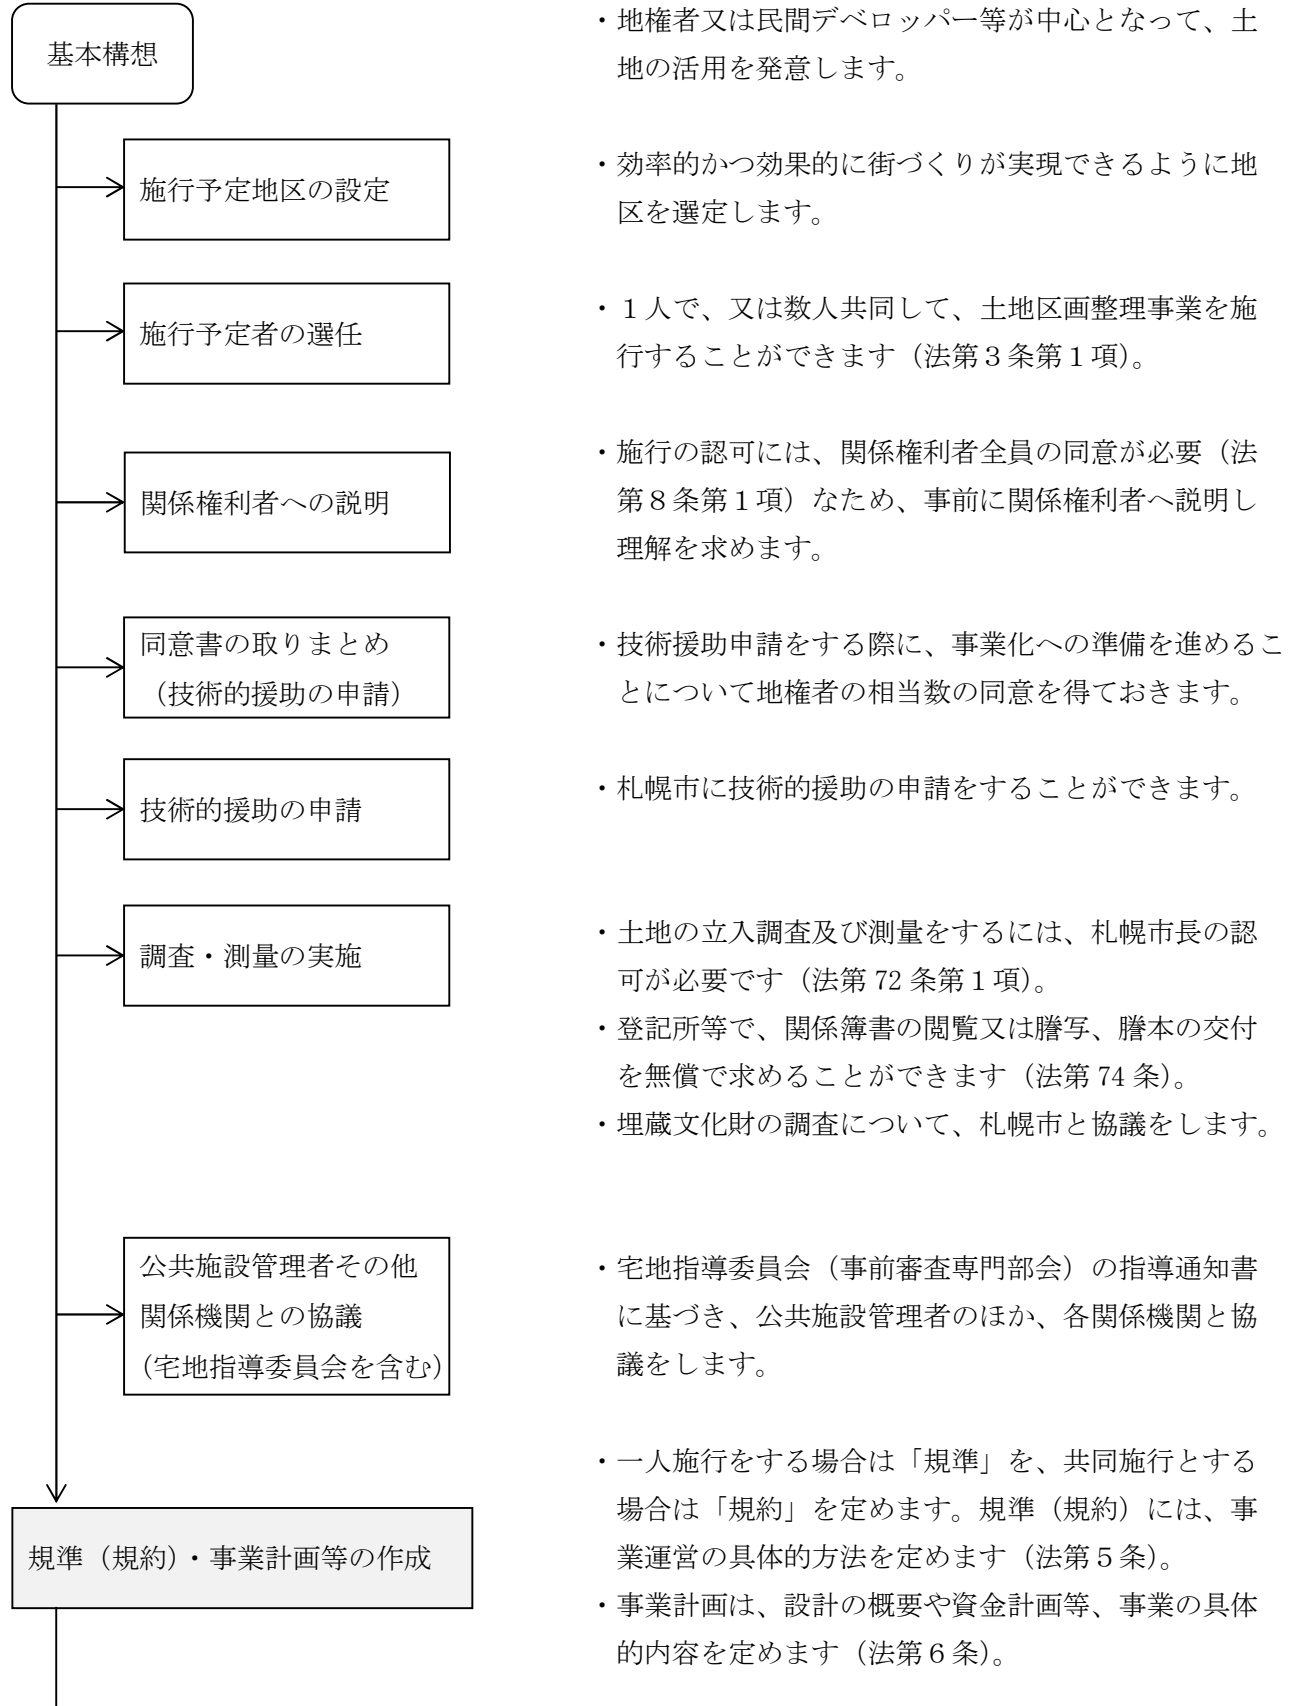 基本構想
・地権者又は民間デベロッパー等が中心となって、土
地の活用を発意します。
施行予定地区の設定
・効率的かつ効果的に街づくりが実現できるように地
区を選定します。
施行予定者の選任
・１人で、又は数人共同して、土地区画整理事業を施
行することができます（法第３条第１項）。
関係権利者への説明
・施行の認可には、関係権利者全員の同意が必要（法
第８条第１項）なため、事前に関係権利者へ説明し
理解を求めます。
同意書の取りまとめ
（技術的援助の申請）
・技術援助申請をする際に、事業化への準備を進めるこ
とについて地権者の相当数の同意を得ておきます。
技術的援助の申請
・札幌市に技術的援助の申請をすることができます。
調査・測量の実施
・土地の立入調査及び測量をするには、札幌市長の認
可が必要です（法第 72 条第１項）。
・登記所等で、関係簿書の閲覧又は謄写、謄本の交付
を無償で求めることができます（法第 74 条）。
・埋蔵文化財の調査について、札幌市と協議をします。
公共施設管理者その他
関係機関との協議
（宅地指導委員会を含む）
・宅地指導委員会（事前審査専門部会）の指導通知書
に基づき、公共施設管理者のほか、各関係機関と協
議をします。
規準（規約）・事業計画等の作成
・一人施行をする場合は「規準」を、共同施行とする
場合は「規約」を定めます。規準（規約）には、事
業運営の具体的方法を定めます（法第５条）。
・事業計画は、設計の概要や資金計画等、事業の具体
的内容を定めます（法第６条）。